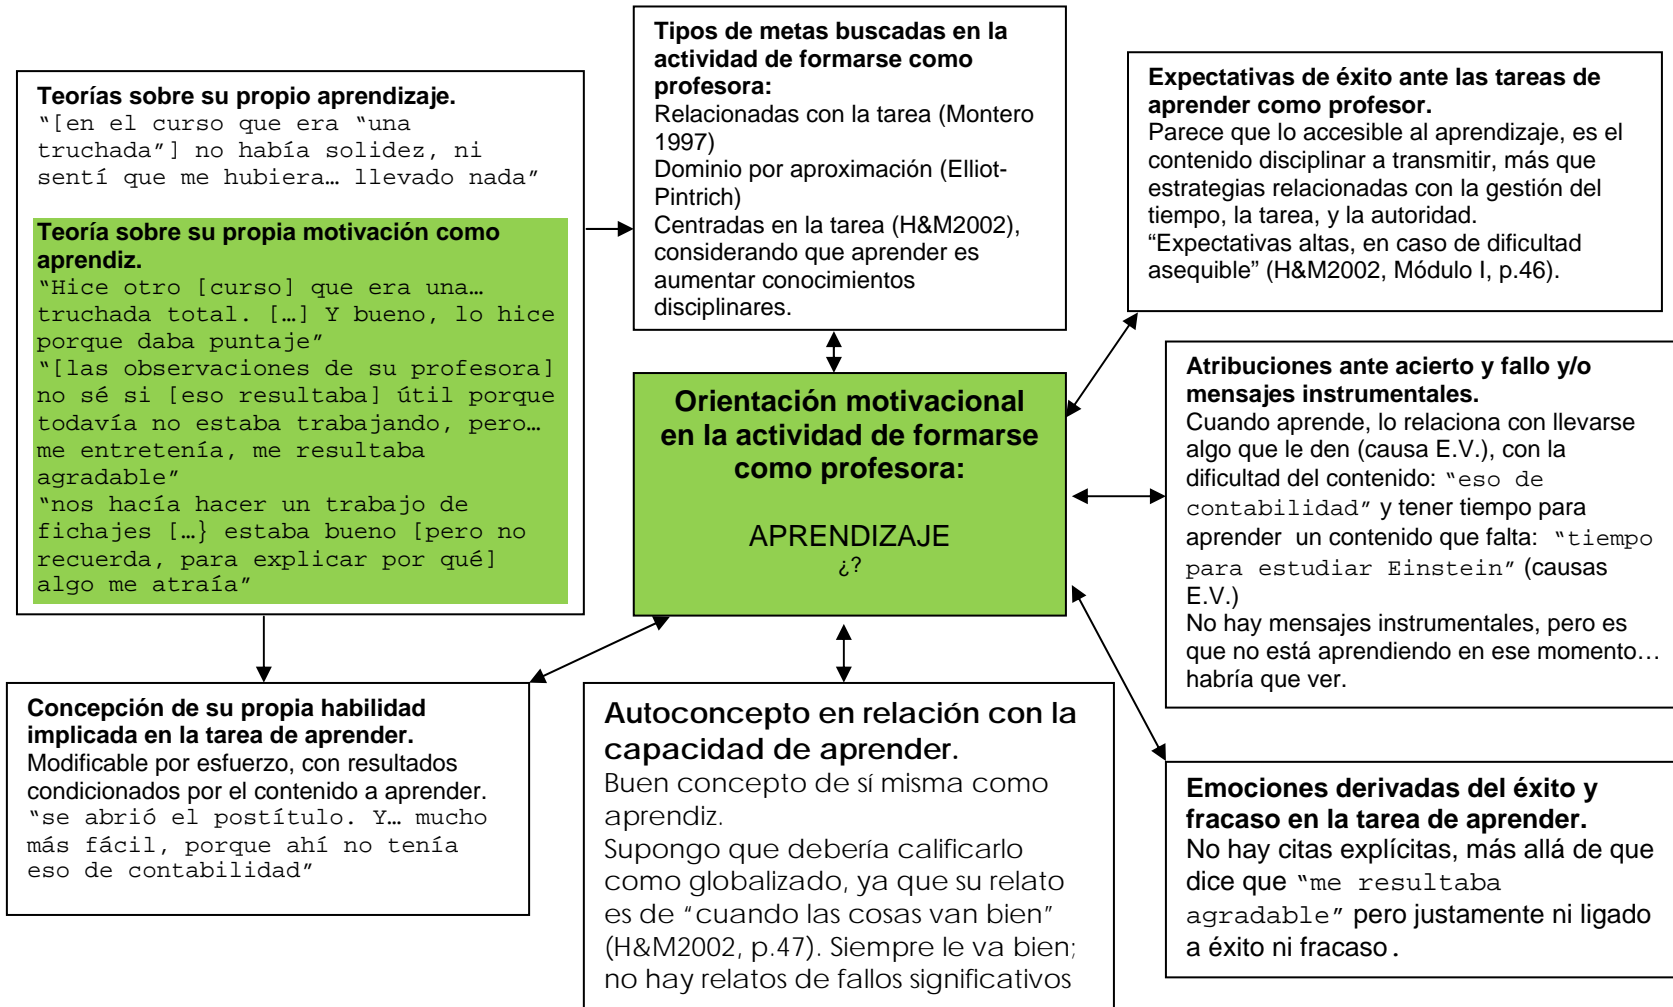 Teorías sobre su propio aprendizaje.
"[en el curso que era "una
truchada"] no había solidez, ni
sentí que me hubiera… llevado nada"
Teoría sobre su propia motivación como
aprendiz.
"Hice otro [curso] que era una…
truchada total. […] Y bueno, lo hice
porque daba puntaje"
"[las observaciones de su profesora]
no sé si [eso resultaba] útil porque
todavía no estaba trabajando, pero…
me entretenía, me resultaba
agradable"
"nos hacía hacer un trabajo de
fichajes […} estaba bueno [pero no
recuerda, para explicar por qué]
algo me atraía"
Tipos de metas buscadas en la
actividad de formarse como
profesora:
Relacionadas con la tarea (Montero
1997)
Dominio por aproximación (Elliot-
Pintrich)
Centradas en la tarea (H&M2002),
considerando que aprender es
aumentar conocimientos
disciplinares.
Expectativas de éxito ante las tareas de
aprender como profesor.
Parece que lo accesible al aprendizaje, es el
contenido disciplinar a transmitir, más que
estrategias relacionadas con la gestión del
tiempo, la tarea, y la autoridad.
"Expectativas altas, en caso de dificultad
asequible" (H&M2002, Módulo I, p.46).
Orientación motivacional
en la actividad de formarse
como profesora:
APRENDIZAJE
¿?
Atribuciones ante acierto y fallo y/o
mensajes instrumentales.
Cuando aprende, lo relaciona con llevarse
algo que le den (causa E.V.), con la
dificultad del contenido: "eso de
contabilidad" y tener tiempo para
aprender un contenido que falta: "tiempo
para estudiar Einstein" (causas
E.V.)
No hay mensajes instrumentales, pero es
que no está aprendiendo en ese momento…
habría que ver.
Concepción de su propia habilidad
implicada en la tarea de aprender.
Modificable por esfuerzo, con resultados
condicionados por el contenido a aprender.
"se abrió el postítulo. Y… mucho
más fácil, porque ahí no tenía
eso de contabilidad"
Autoconcepto en relación con la
capacidad de aprender.
Buen concepto de sí misma como
aprendiz.
Supongo que debería calificarlo
como globalizado, ya que su relato
es de "cuando las cosas van bien"
(H&M2002, p.47). Siempre le va bien;
no hay relatos de fallos significativos
Emociones derivadas del éxito y
fracaso en la tarea de aprender.
No hay citas explícitas, más allá de que
dice que "me resultaba
agradable" pero justamente ni ligado
a éxito ni fracaso.